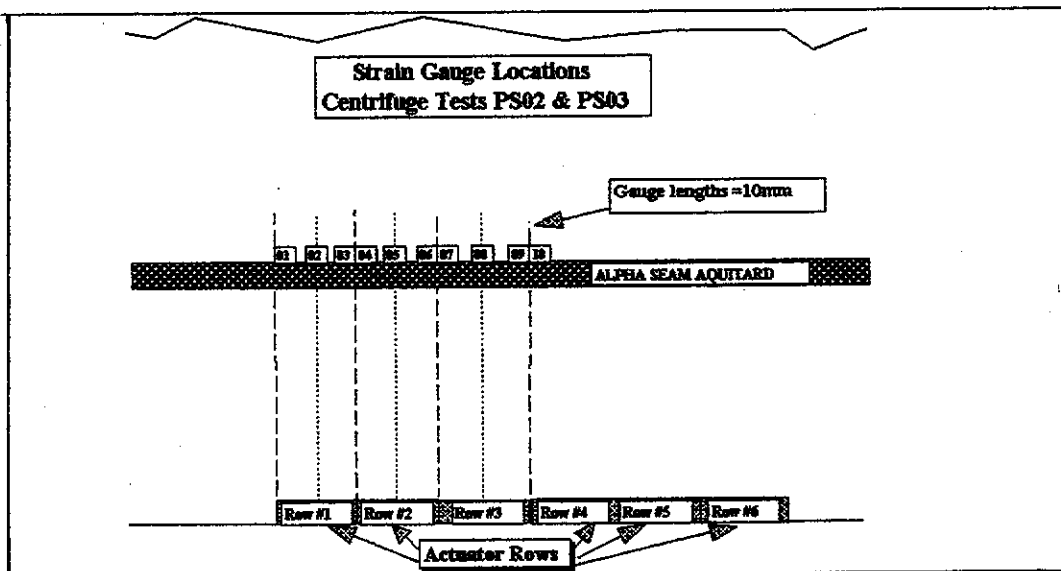 Strain Gauge Locations
Centrifuge Tests PS02 & PS03
Gauge lengths =10mm
01 02 03 04 05 06 07 08 09 10
ALPHA SEAM AQUITARD
Row #1 Row #2 Row #3 Row #4 Row #5 Row #6
Actuator Rows